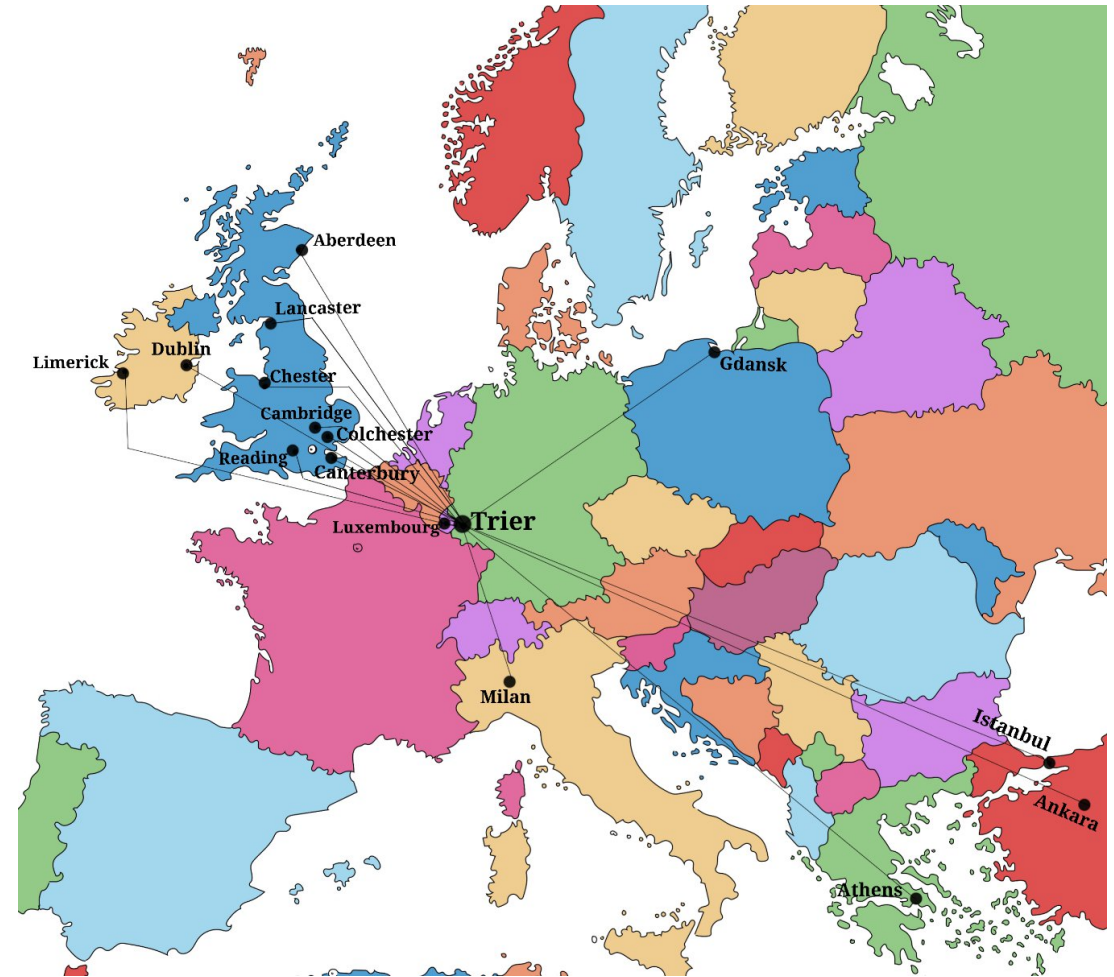 Aberdeen
Lancaster
Dublin
Limerick
Gdansk
Chester
Cambridge
Colchester
Reading
Canterbury
Trier
Luxembourg
Milan
Istanbul
Ankara
Athens